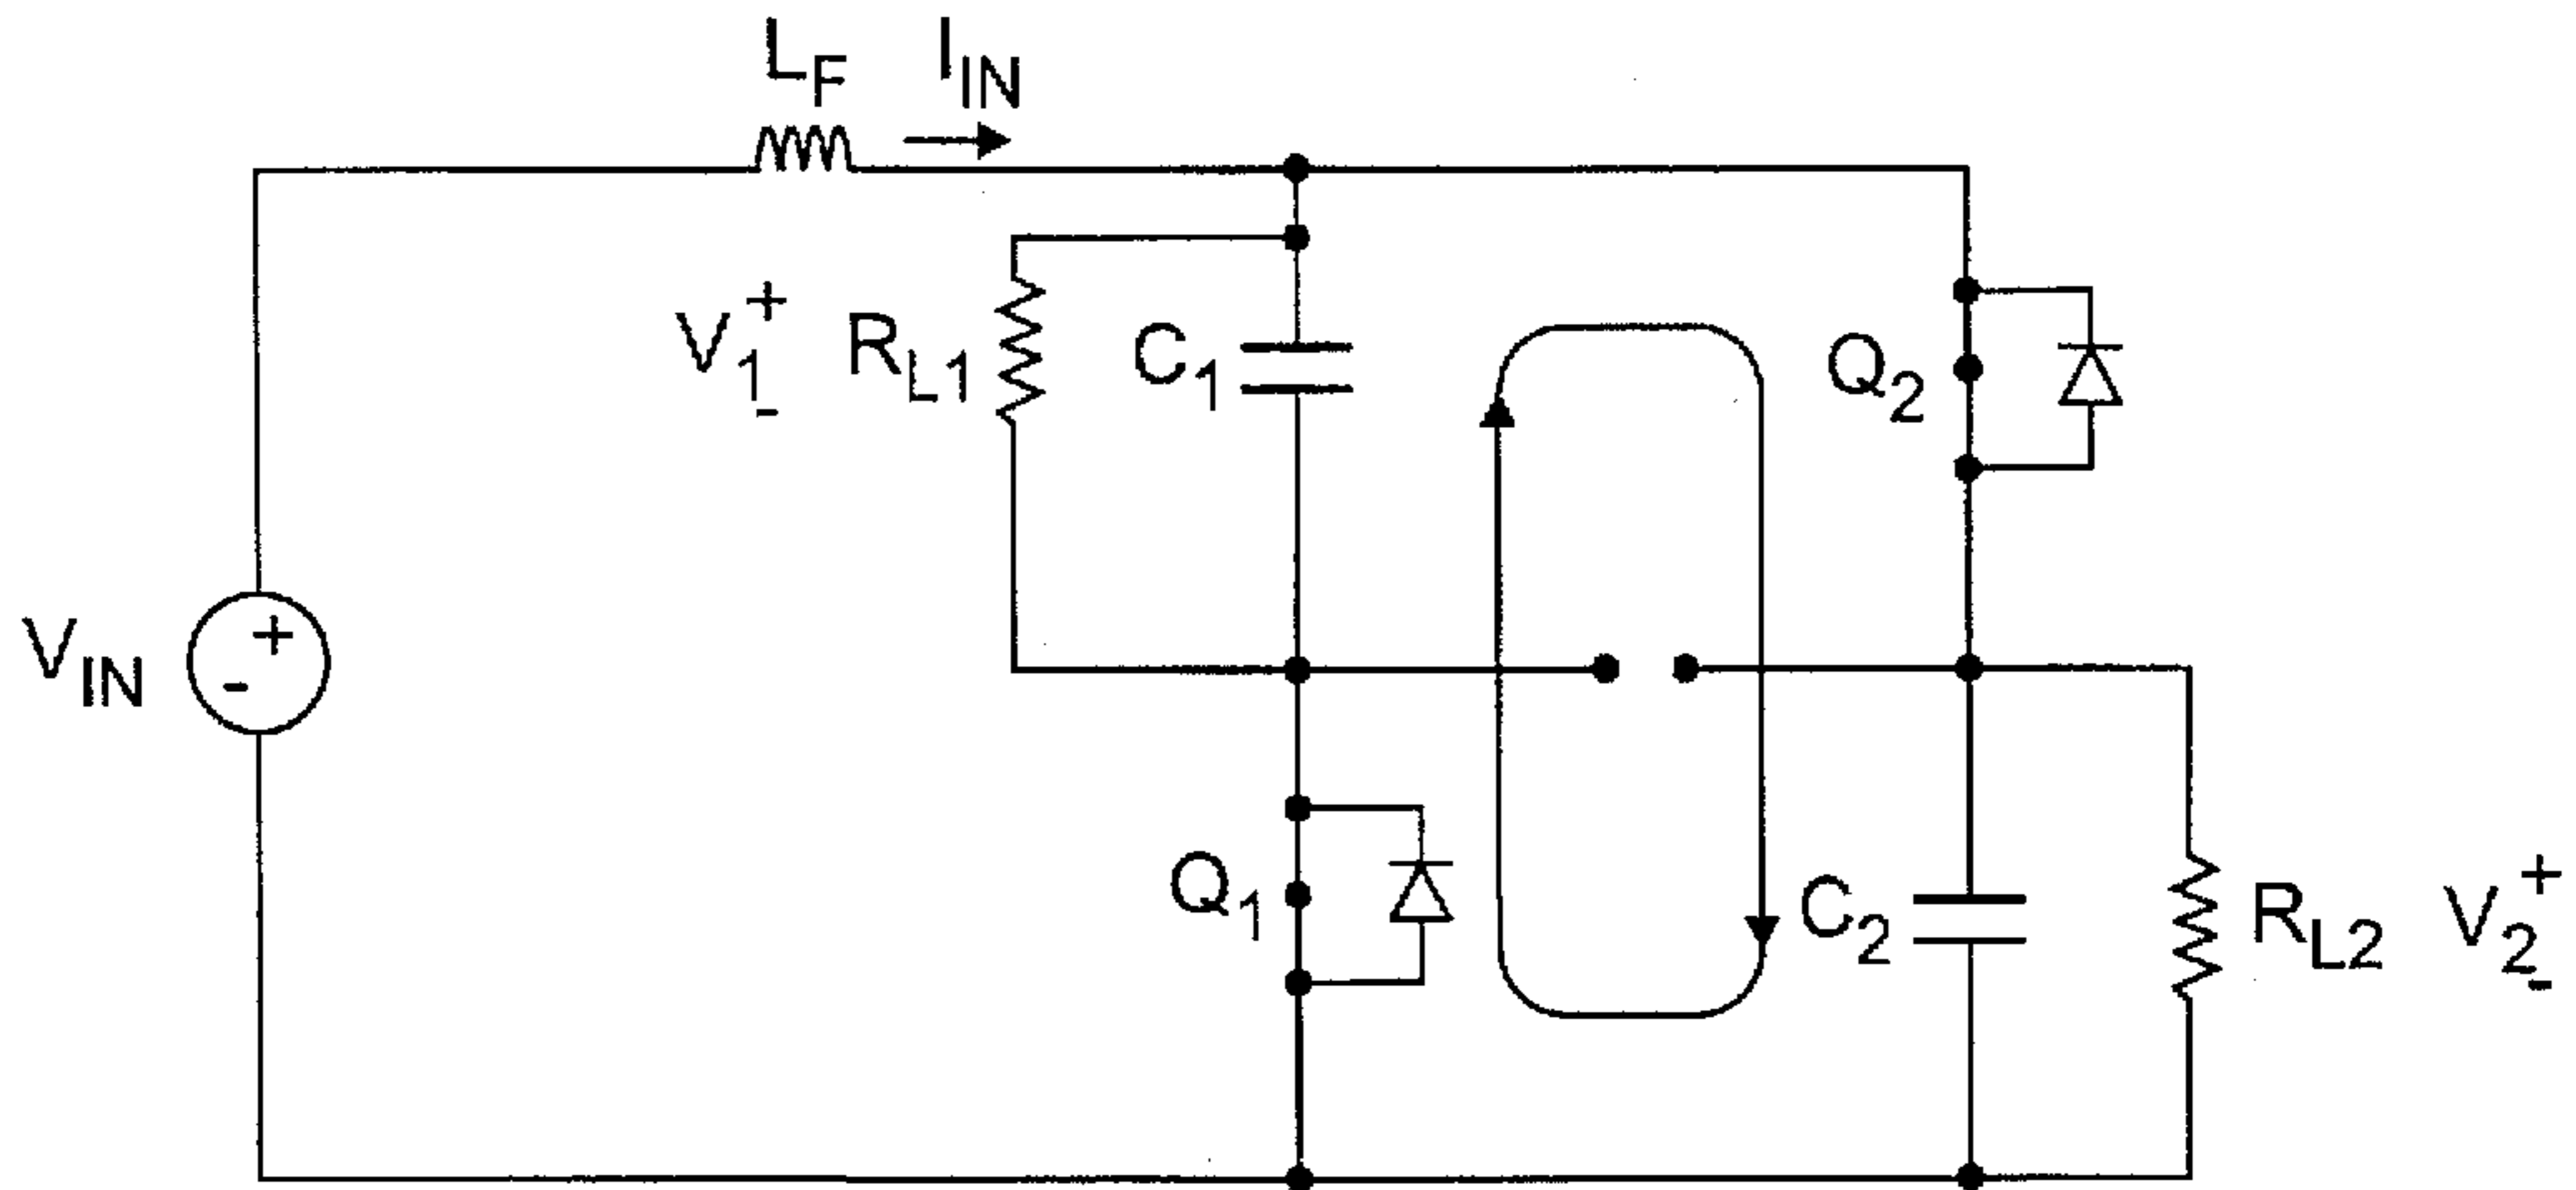 L_F I_IN
+
V_1 R_L1 C_1 Q_2
-
V_IN + -
Q_1 C_2 R_L2 V_2 + -